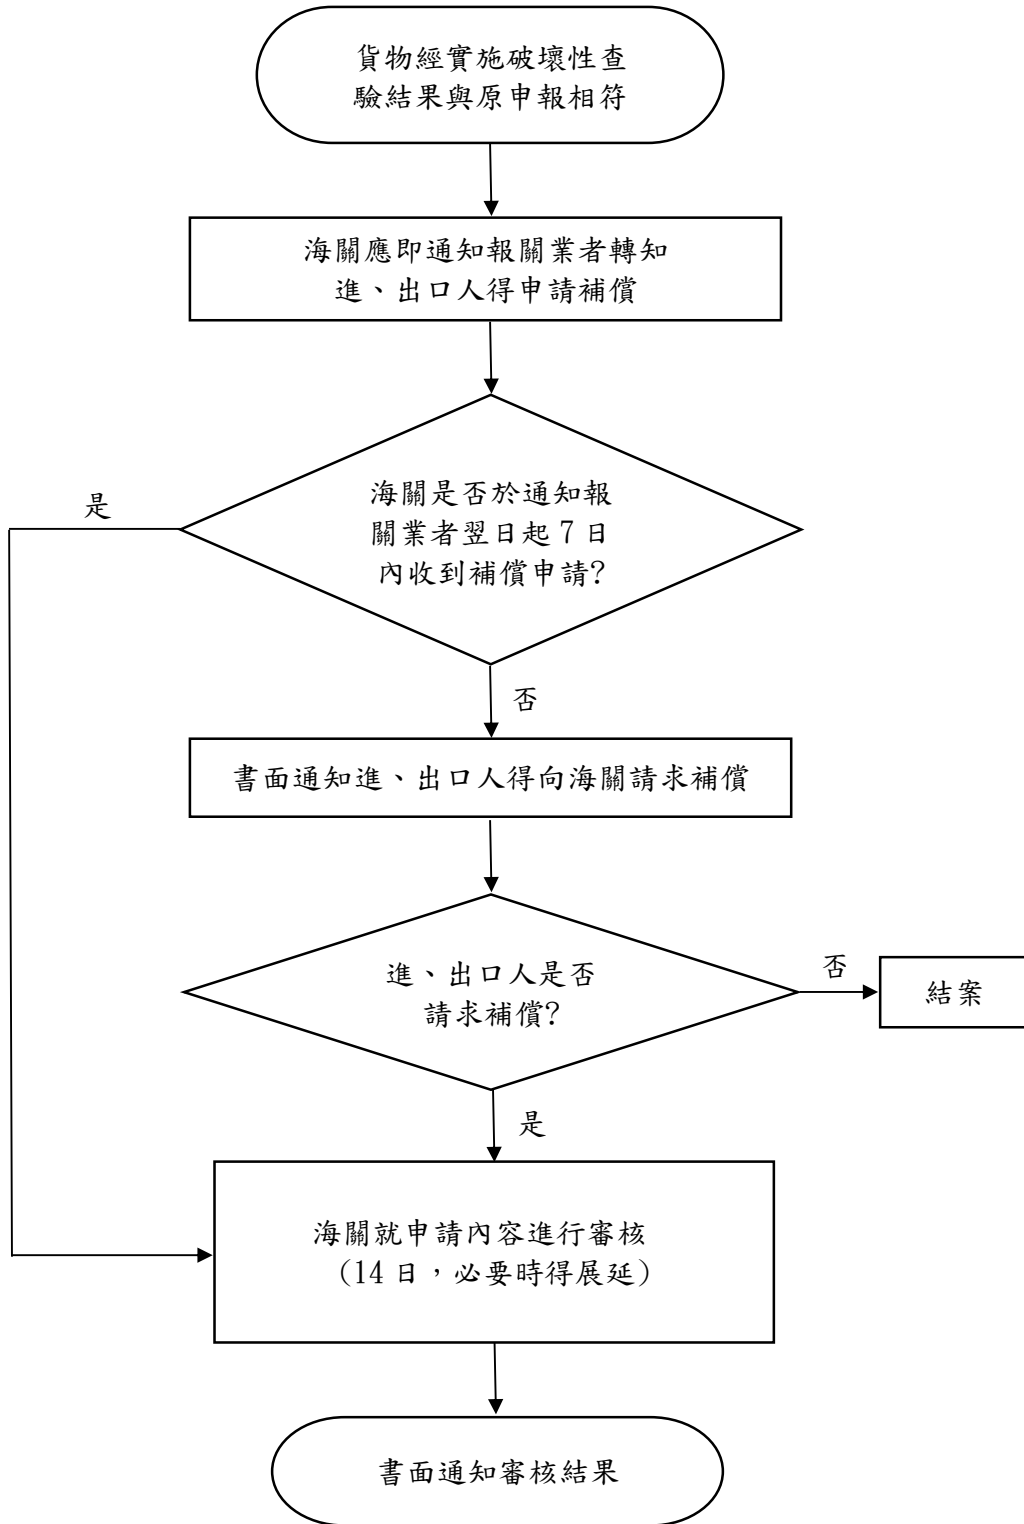 貨物經實施破壞性查
驗結果與原申報相符
海關應即通知報關業者轉知
進、出口人得申請補償
是
海關是否於通知報
關業者翌日起 7 日
內收到補償申請?
否
書面通知進、出口人得向海關請求補償
進、出口人是否
請求補償?
否
結案
是
海關就申請內容進行審核
(14 日，必要時得展延)
書面通知審核結果